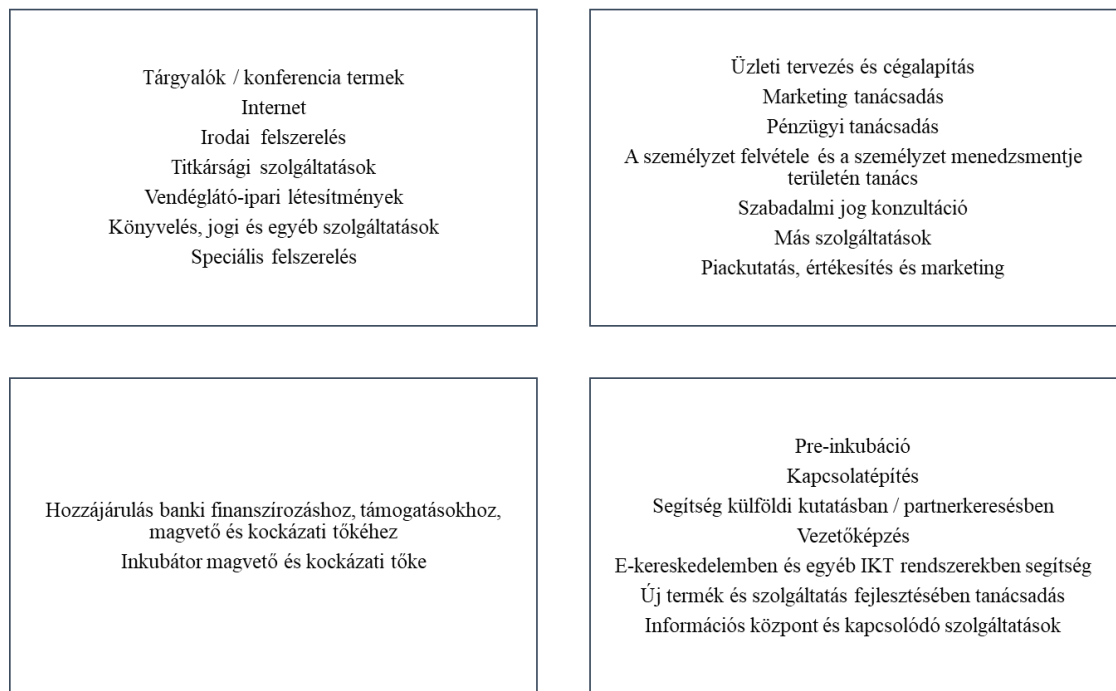 Tárgyalók / konferencia termek
Internet
Irodai felszerelés
Titkársági szolgáltatások
Vendéglátó-ipari létesítmények
Könyvelés, jogi és egyéb szolgáltatások
Speciális felszerelés
Üzleti tervezés és cégalapítás
Marketing tanácsadás
Pénzügyi tanácsadás
A személyzet felvétele és a személyzet menedzsmentje
területén tanács
Szabadalmi jog konzultáció
Más szolgáltatások
Piackutatás, értékesítés és marketing
Hozzájárulás banki finanszírozáshoz, támogatásokhoz,
magvető és kockázati tőkéhez
Inkubátor magvető és kockázati tőke
Pre-inkubáció
Kapcsolatépítés
Segítség külföldi kutatásban / partnerkeresésben
Vezetőképzés
E-kereskedelemben és egyéb IKT rendszerekben segítség
Új termék és szolgáltatás fejlesztésében tanácsadás
Információs központ és kapcsolódó szolgáltatások